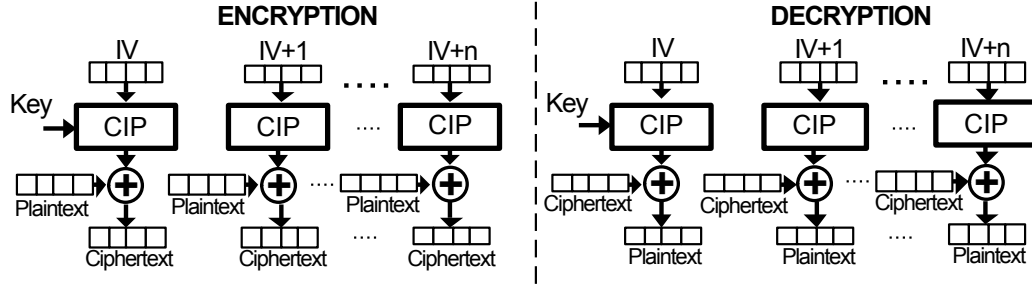 ENCRYPTION
IV IV+1 IV+n
....
Key CIP CIP .... CIP
....
Plaintext Plaintext Plaintext
....
Ciphertext Ciphertext Ciphertext
DECRYPTION
IV IV+1 IV+n
....
Key CIP CIP .... CIP
....
Ciphertext Ciphertext Ciphertext
....
Plaintext Plaintext Plaintext